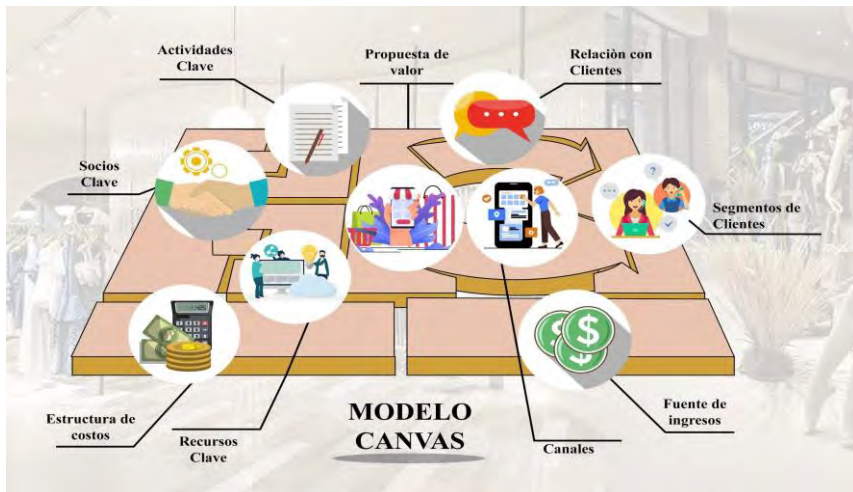 Actividades
Clave
Propuesta de
valor
Relaciòn con
Clientes
Socios
Clave
Segmentos de
Clientes
Estructura de
costos
Recursos
Clave
MODELO
CANVAS
Canales
Fuente de
ingresos